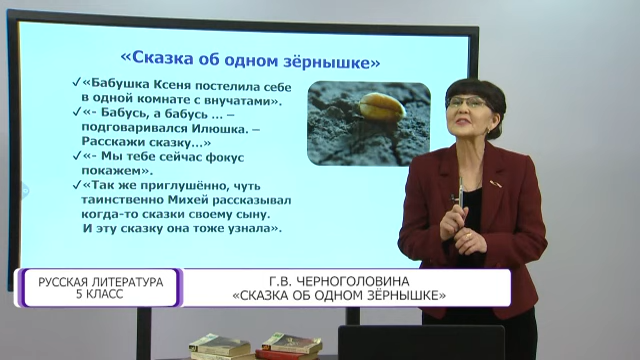 «Сказка об одном зёрнышке»
✓«Бабушка Ксеня постелила себе
в одной комнате с внучатами».
✓«- Бабусь, а бабусь ... –
подговаривался Илюшка. –
Расскажи сказку...»
✓«- Мы тебе сейчас фокус
покажем».
✓«Так же приглушённо, чуть
таинственно Михей рассказывал
когда-то сказки своему сыну.
И эту сказку она тоже узнала».
РУССКАЯ ЛИТЕРАТУРА
5 КЛАСС
Г.В. ЧЕРНОГОЛОВИНА
«СКАЗКА ОБ ОДНОМ ЗЁРНЫШКЕ»